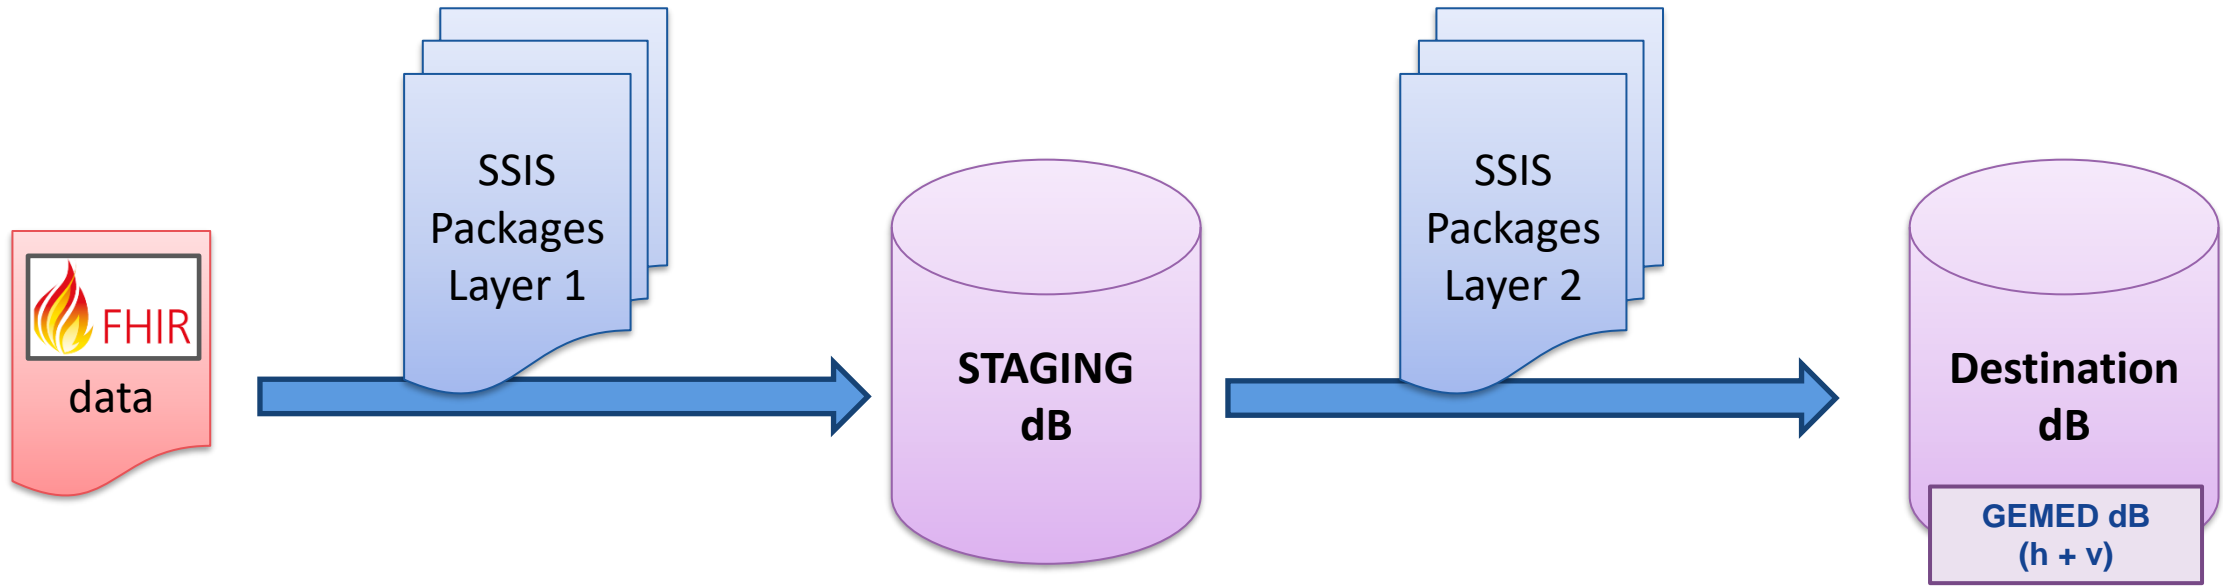 FHIR
data
SSIS
Packages
Layer 1
STAGING
dB
SSIS
Packages
Layer 2
Destination
dB
GEMED dB
(h + v)